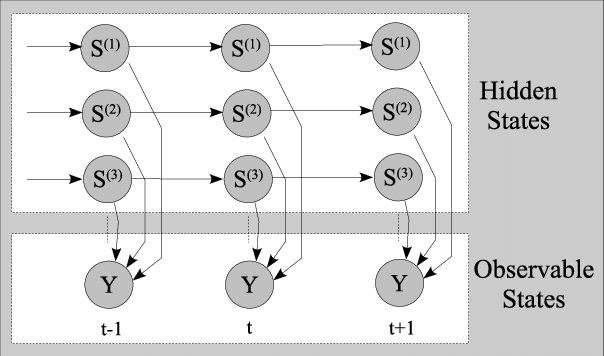 S(1) S(1) S(1)
S(2) S(2) S(2)
S(3) S(3) S(3)
Hidden
States
Y Y Y
Observable
States
t-1 t t+1